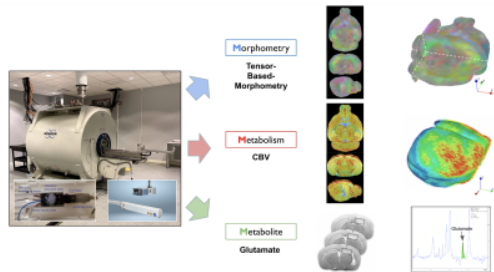 Morphometry
Tensor-
Based-
Morphometry
Metabolism
CBV
Metabolite
Glutamate
Glutamate